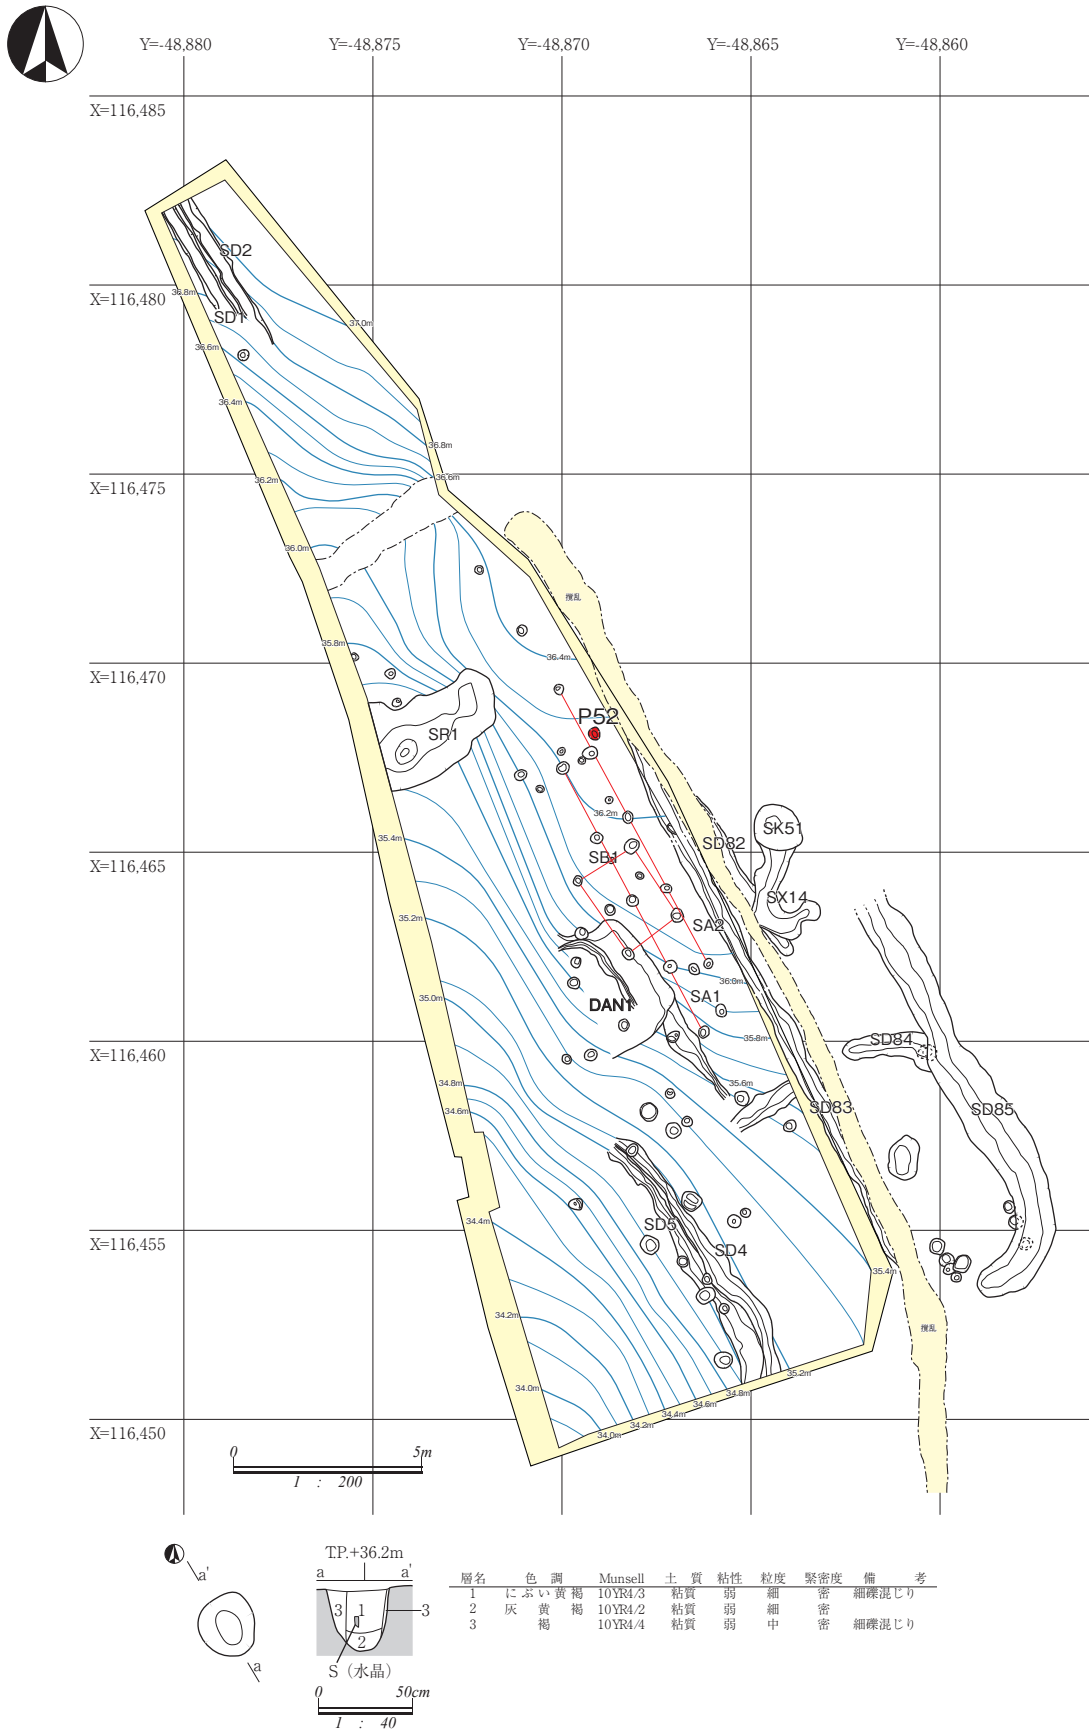 Y=-48,880 Y=-48,875 Y=-48,870 Y=-48,865 Y=-48,860
X=116,485
SD2
36.8m
X=116,480
SD1
37.0m
36.6m
36.4m
36.8m
36.2m
36.6m
X=116,475
36.0m
攪乱
35.8m
36.4m
X=116,470
P52
SR1
36.2m
SK51
35.4m
SD82
SB1
X=116,465
SX14
35.2m
SA2
36.0m
35.0m
DAN1
SA1
35.8m
SD84
X=116,460
35.6m
34.8m
34.6m
SD83
SD85
34.4m
SD5
SD4
X=116,455
35.4m
34.2m
攪乱
35.2m
34.0m
34.8m
34.6m
34.4m
34.2m
34.0m
X=116,450
0 5m
1 : 200
T.P.+36.2m
a'
a
a a'
3 1 3
2
S（水晶）
0 50cm
1 : 40
層名 色調 Munsell 土質 粘性 粒度 緊密度 備考
1 にぶい黄褐 10YR4/3 粘質 弱 細 密 細礫混じり
2 灰黄褐 10YR4/2 粘質 弱 細 密
3 褐 10YR4/4 粘質 弱 中 密 細礫混じり